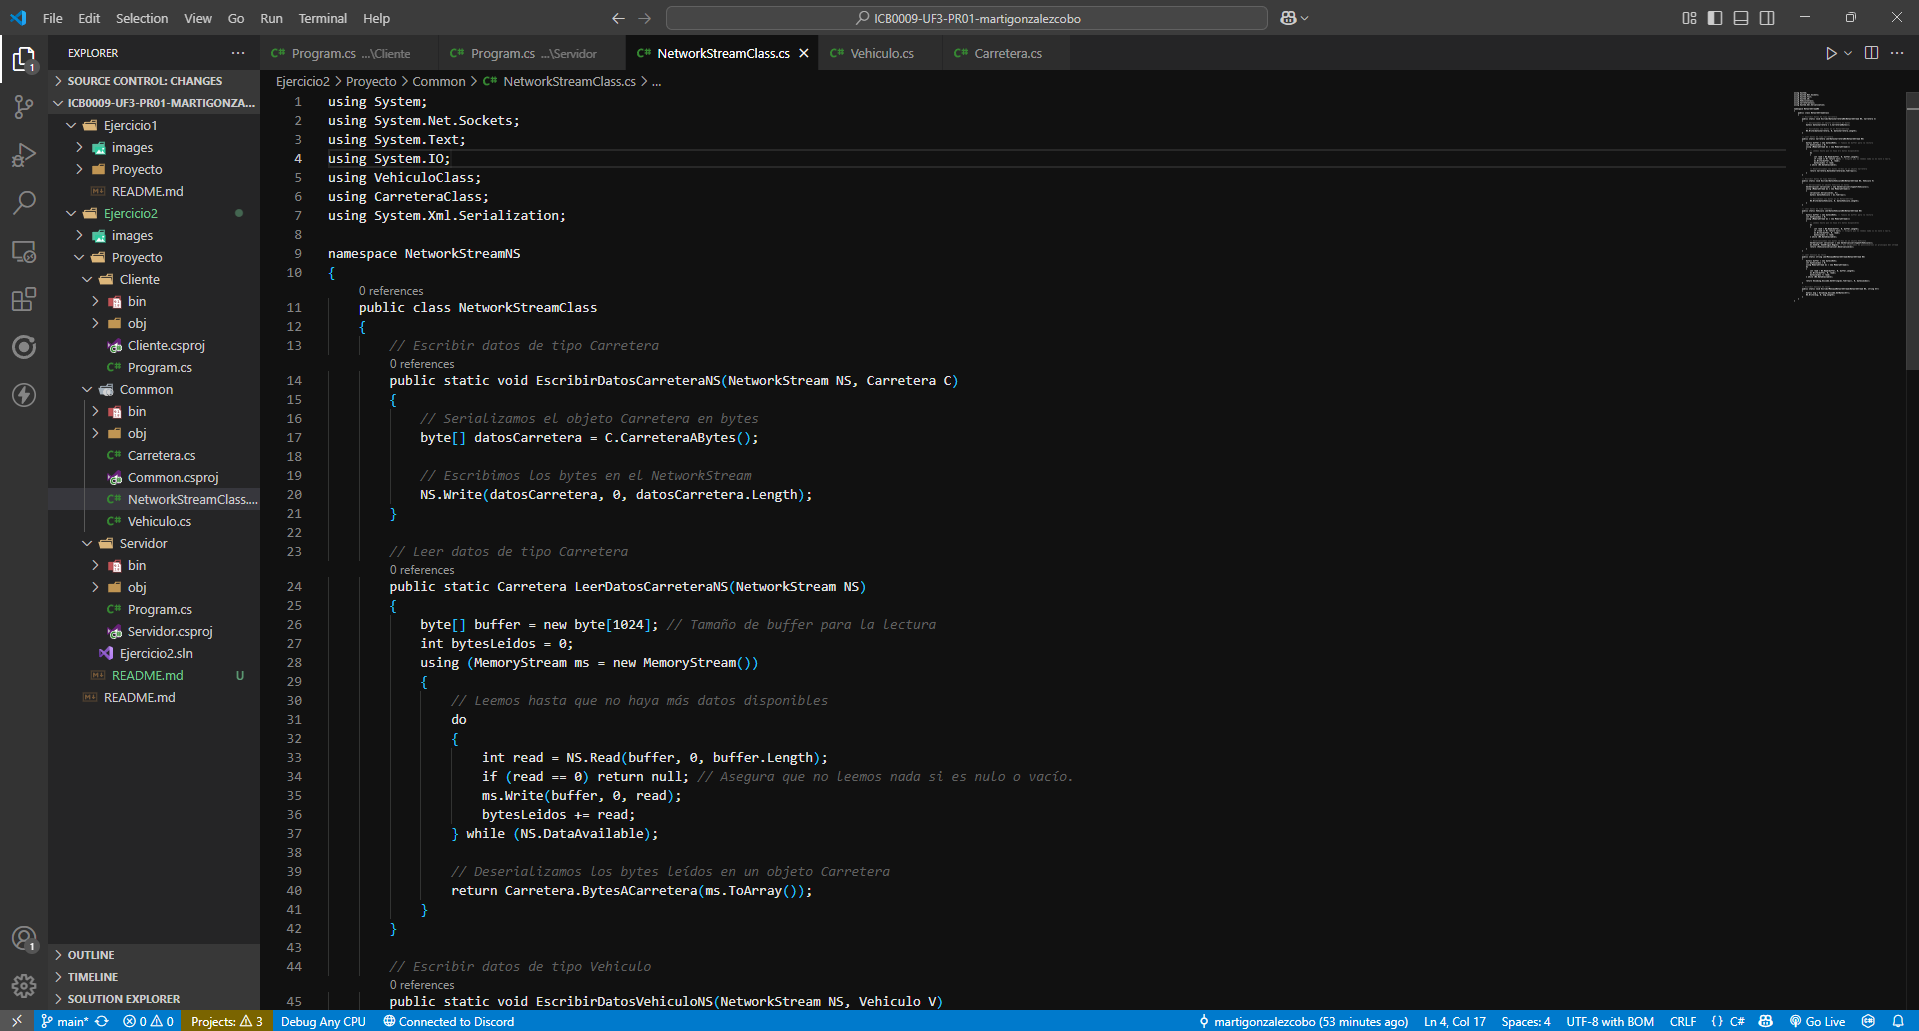 File Edit Selection View Go Run Terminal Help
ICB0009-UF3-PR01-martigonzalezcobo
EXPLORER
SOURCE CONTROL: CHANGES
ICB0009-UF3-PR01-MARTIGONZA...
Ejercicio1
images
Proyecto
README.md
Ejercicio2
images
Proyecto
Cliente
bin
obj
Cliente.csproj
Program.cs
Common
bin
obj
Carretera.cs
Common.csproj
NetworkStreamClass....
Vehiculo.cs
Servidor
bin
obj
Program.cs
Servidor.csproj
Ejercicio2.sln
README.md U
README.md
OUTLINE
TIMELINE
SOLUTION EXPLORER
1
1
C# Program.cs ...\Cliente C# Program.cs ...\Servidor C# NetworkStreamClass.cs C# Vehiculo.cs C# Carretera.cs
Ejercicio2 > Proyecto > Common > C# NetworkStreamClass.cs > ...
1 using System;
2 using System.Net.Sockets;
3 using System.Text;
4 using System.IO;
5 using VehiculoClass;
6 using CarreteraClass;
7 using System.Xml.Serialization;
8
9 namespace NetworkStreamNS
10 {
0 references
11 public class NetworkStreamClass
12 {
13 // Escribir datos de tipo Carretera
0 references
14 public static void EscribirDatosCarreteraNS(NetworkStream NS, Carretera C)
15 {
16 // Serializamos el objeto Carretera en bytes
17 byte[] datosCarretera = C.CarreteraABytes();
18
19 // Escribimos los bytes en el NetworkStream
20 NS.Write(datosCarretera, 0, datosCarretera.Length);
21 }
22
23 // Leer datos de tipo Carretera
0 references
24 public static Carretera LeerDatosCarreteraNS(NetworkStream NS)
25 {
26 byte[] buffer = new byte[1024]; // Tamaño de buffer para la lectura
27 int bytesLeidos = 0;
28 using (MemoryStream ms = new MemoryStream())
29 {
30 // Leemos hasta que no haya más datos disponibles
31 do
32 {
33 int read = NS.Read(buffer, 0, buffer.Length);
34 if (read == 0) return null; // Asegura que no leemos nada si es nulo o vacío.
35 ms.Write(buffer, 0, read);
36 bytesLeidos += read;
37 } while (NS.DataAvailable);
38
39 // Deserializamos los bytes leídos en un objeto Carretera
40 return Carretera.BytesACarretera(ms.ToArray());
41 }
42 }
43
44 // Escribir datos de tipo Vehiculo
0 references
45 public static void EscribirDatosVehiculoNS(NetworkStream NS, Vehiculo V)
main* 0 0 Projects: 3 Debug Any CPU Connected to Discord martigonzalezcobo (53 minutes ago) Ln 4, Col 17 Spaces: 4 UTF-8 with BOM CRLF {} C# Go Live